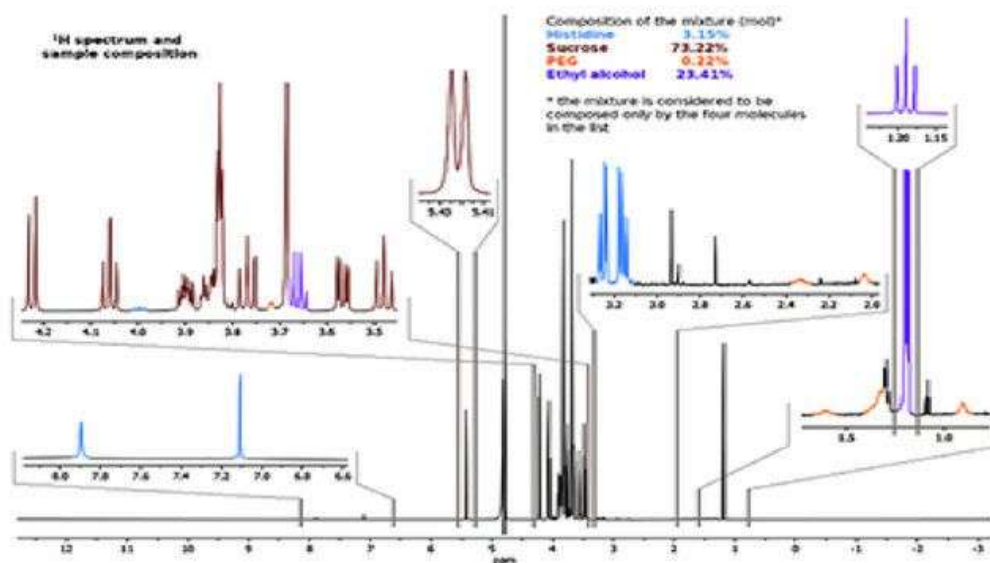 ¹H spectrum and
sample composition
Composition of the mixture (mol)*
Histidine 3.15%
Sucrose 73.22%
PEG 0.22%
Ethyl alcohol 23.41%
* the mixture is considered to be
composed only by the four molecules
in the list
1.20 1.15
5.43 5.41
4.2 4.1 4.0 3.9 3.8 3.7 3.6 3.5
3.2 3.0 2.8 2.6 2.4 2.2 2.0
1.5 1.0
8.0 7.8 7.6 7.4 7.2 7.0 6.8 6.6
12 11 10 9 8 7 6 5 4 3 2 1 -0 -1 -2 -3
ppm